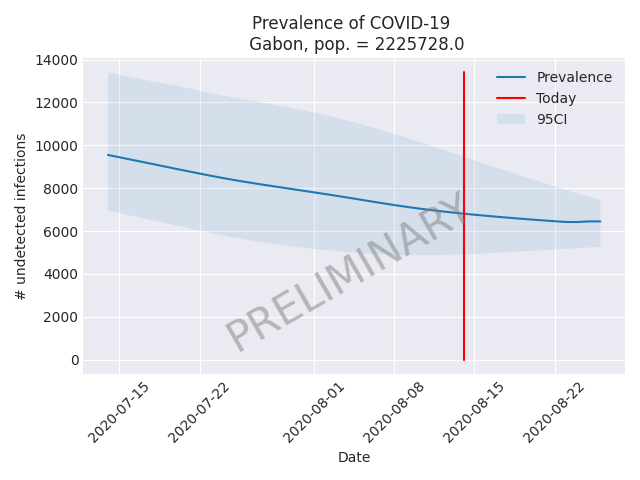 Prevalence of COVID-19
Gabon, pop. = 2225728.0
14000
12000
10000
8000
6000
4000
2000
0
# undetected infections
Prevalence
Today
95CI
PRELIMINARY
2020-07-15
2020-07-22
2020-08-01
2020-08-08
2020-08-15
2020-08-22
Date